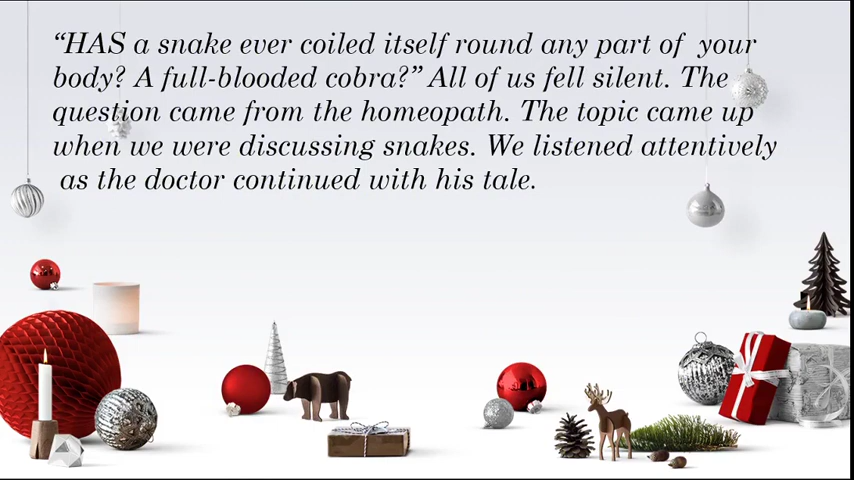 “HAS a snake ever coiled itself round any part of your
body? A full-blooded cobra?” All of us fell silent. The
question came from the homeopath. The topic came up
when we were discussing snakes. We listened attentively
as the doctor continued with his tale.